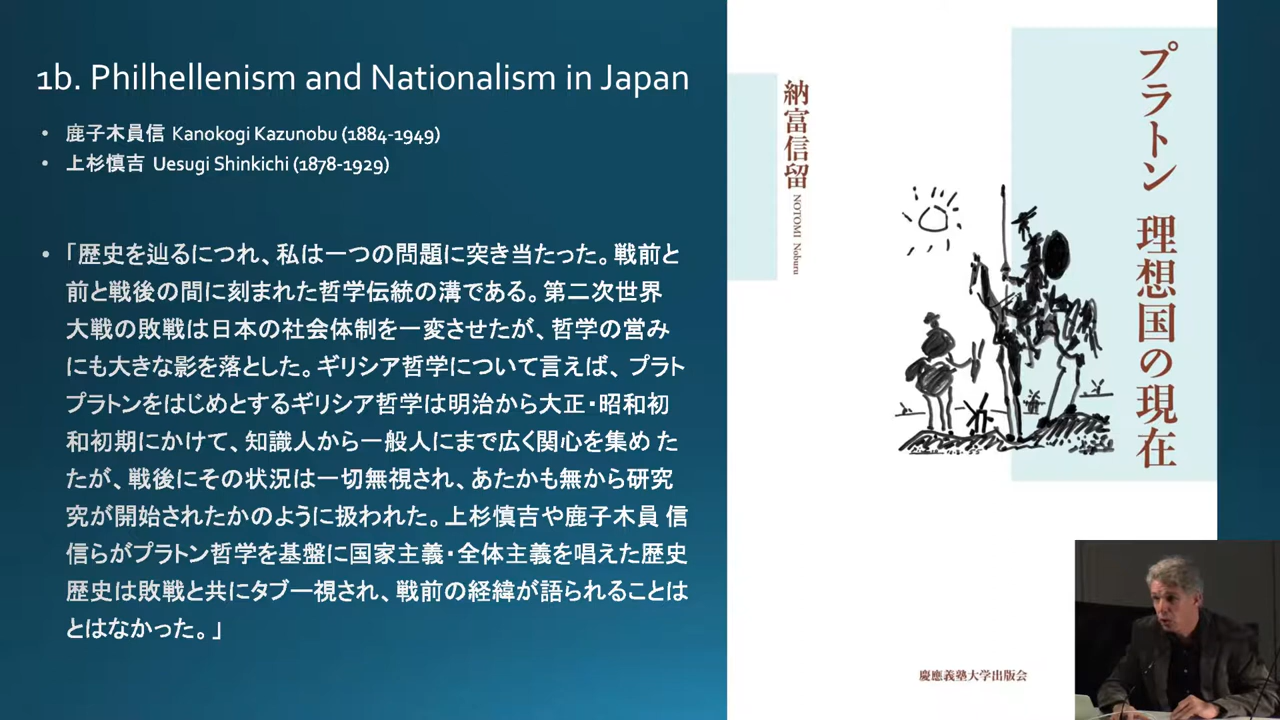 1b. Philhellenism and Nationalism in Japan
• 鹿子木員信 Kanokogi Kazunobu (1884-1949)
• 上杉慎吉 Uesugi Shinkichi (1878-1929)
• 「歴史を辿るにつれ、私は一つの問題に突き当たった。戦前と
前と戦後の間に刻まれた哲学伝統の溝である。第二次世界
大戦の敗戦は日本の社会体制を一変させたが、哲学の営み
にも大きな影を落とした。ギリシア哲学について言えば、プラト
プラトンをはじめとするギリシア哲学は明治から大正・昭和初
和初期にかけて、知識人から一般人にまで広く関心を集め た
たが、戦後にその状況は一切無視され、あたかも無から研究
究が開始されたかのように扱われた。上杉慎吉や鹿子木員 信
信らがプラトン哲学を基盤に国家主義・全体主義を唱えた歴史
歴史は敗戦と共にタブー視され、戦前の経緯が語られることは
とはなかった。」
プラトン 理想国の現在
納富信留 NOTOMI Noburu
慶應義塾大学出版会